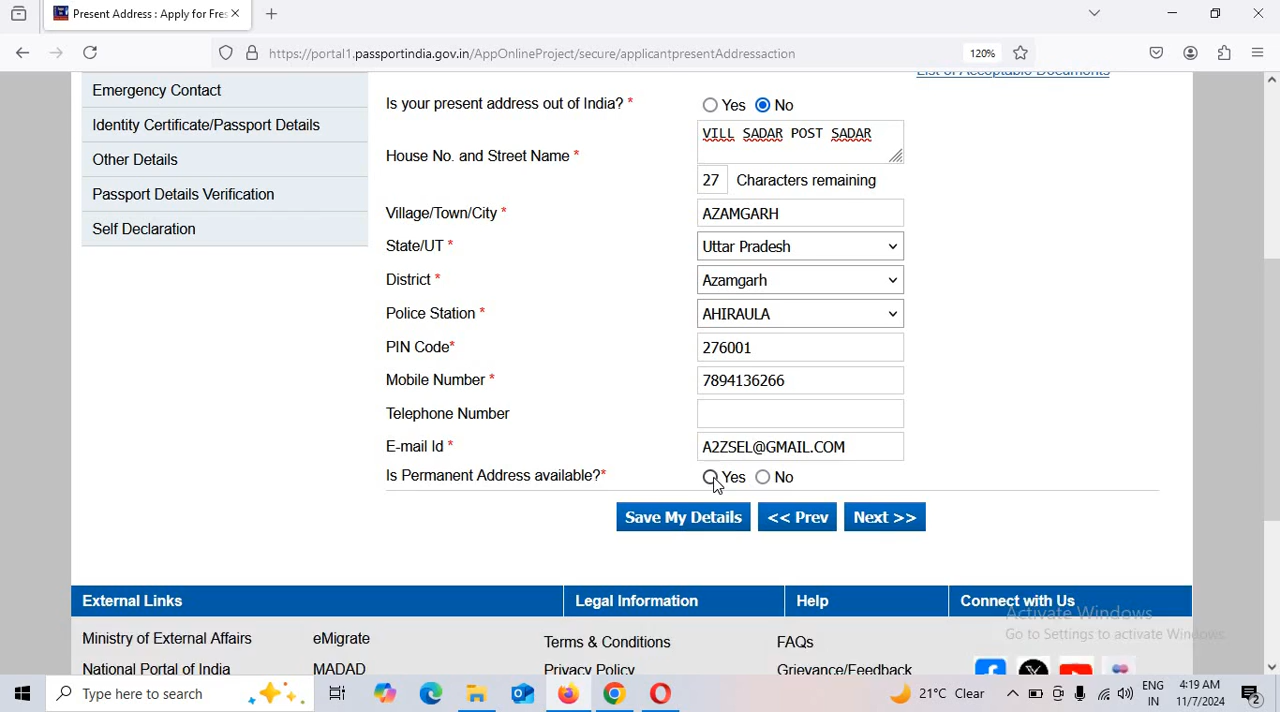 Present Address : Apply for Fres
https://portal1.passportindia.gov.in/AppOnlineProject/secure/applicantpresentAddressaction
120%
List of Acceptable Documents
Emergency Contact
Identity Certificate/Passport Details
Other Details
Passport Details Verification
Self Declaration
Is your present address out of India? *
Yes No
House No. and Street Name *
VILL SADAR POST SADAR
27 Characters remaining
Village/Town/City *
AZAMGARH
State/UT *
Uttar Pradesh
District *
Azamgarh
Police Station *
AHIRAULA
PIN Code*
276001
Mobile Number *
7894136266
Telephone Number
E-mail Id *
A2ZSEL@GMAIL.COM
Is Permanent Address available?*
Yes No
Save My Details
<< Prev
Next >>
External Links
Legal Information
Help
Connect with Us
Activate Windows
Go to Settings to activate Windows.
Ministry of External Affairs
eMigrate
Terms & Conditions
FAQs
National Portal of India
MADAD
Privacy Policy
Grievance/Feedback
Type here to search
21°C Clear
ENG
IN
4:19 AM
11/7/2024
2